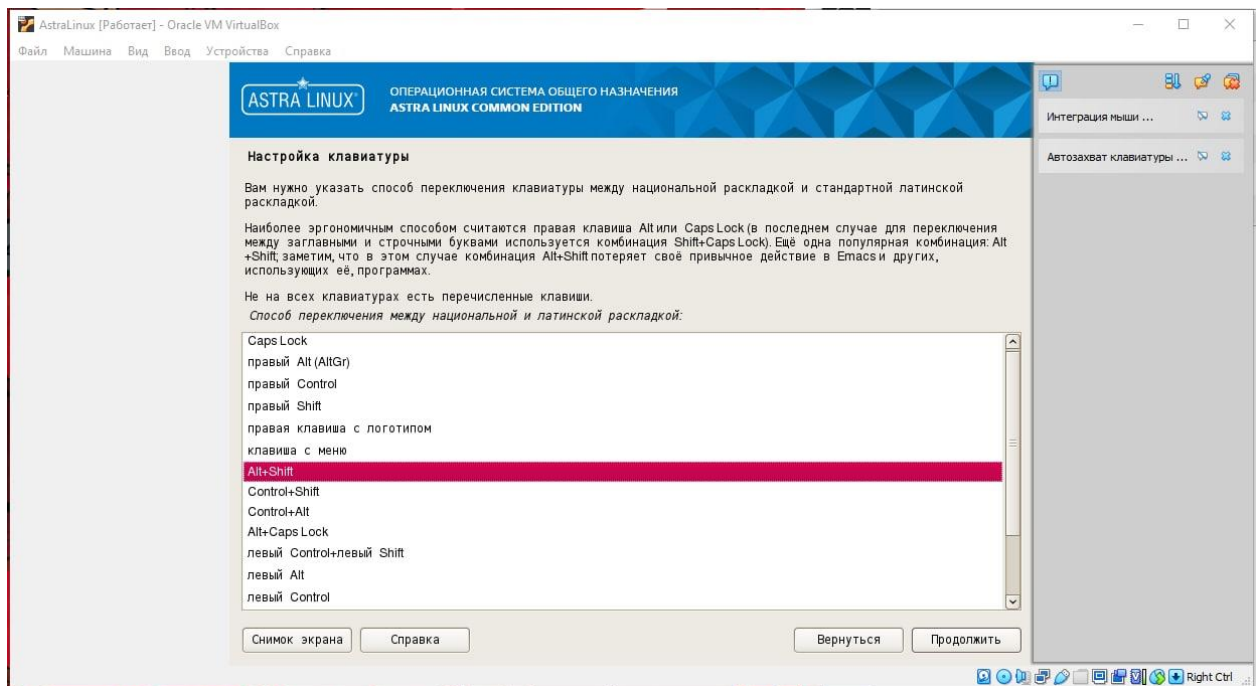 AstraLinux [Работает] - Oracle VM VirtualBox
Файл Машина Вид Ввод Устройства Справка
ASTRA LINUX®
ОПЕРАЦИОННАЯ СИСТЕМА ОБЩЕГО НАЗНАЧЕНИЯ
ASTRA LINUX COMMON EDITION
Интеграция мыши ...
Автозахват клавиатуры ...
Настройка клавиатуры
Вам нужно указать способ переключения клавиатуры между национальной раскладкой и стандартной латинской
раскладкой.
Наиболее эргономичным способом считаются правая клавиша Alt или Caps Lock (в последнем случае для переключения
между заглавными и строчными буквами используется комбинация Shift+Caps Lock). Ещё одна популярная комбинация: Alt
+Shift; заметим, что в этом случае комбинация Alt+Shift потеряет своё привычное действие в Emacs и других,
использующих её, программах.
Не на всех клавиатурах есть перечисленные клавиши.
Способ переключения между национальной и латинской раскладкой:
Caps Lock
правый Alt (AltGr)
правый Control
правый Shift
правая клавиша с логотипом
клавиша с меню
Alt+Shift
Control+Shift
Control+Alt
Alt+Caps Lock
левый Control+левый Shift
левый Alt
левый Control
Снимок экрана Справка Вернуться Продолжить
Right Ctrl